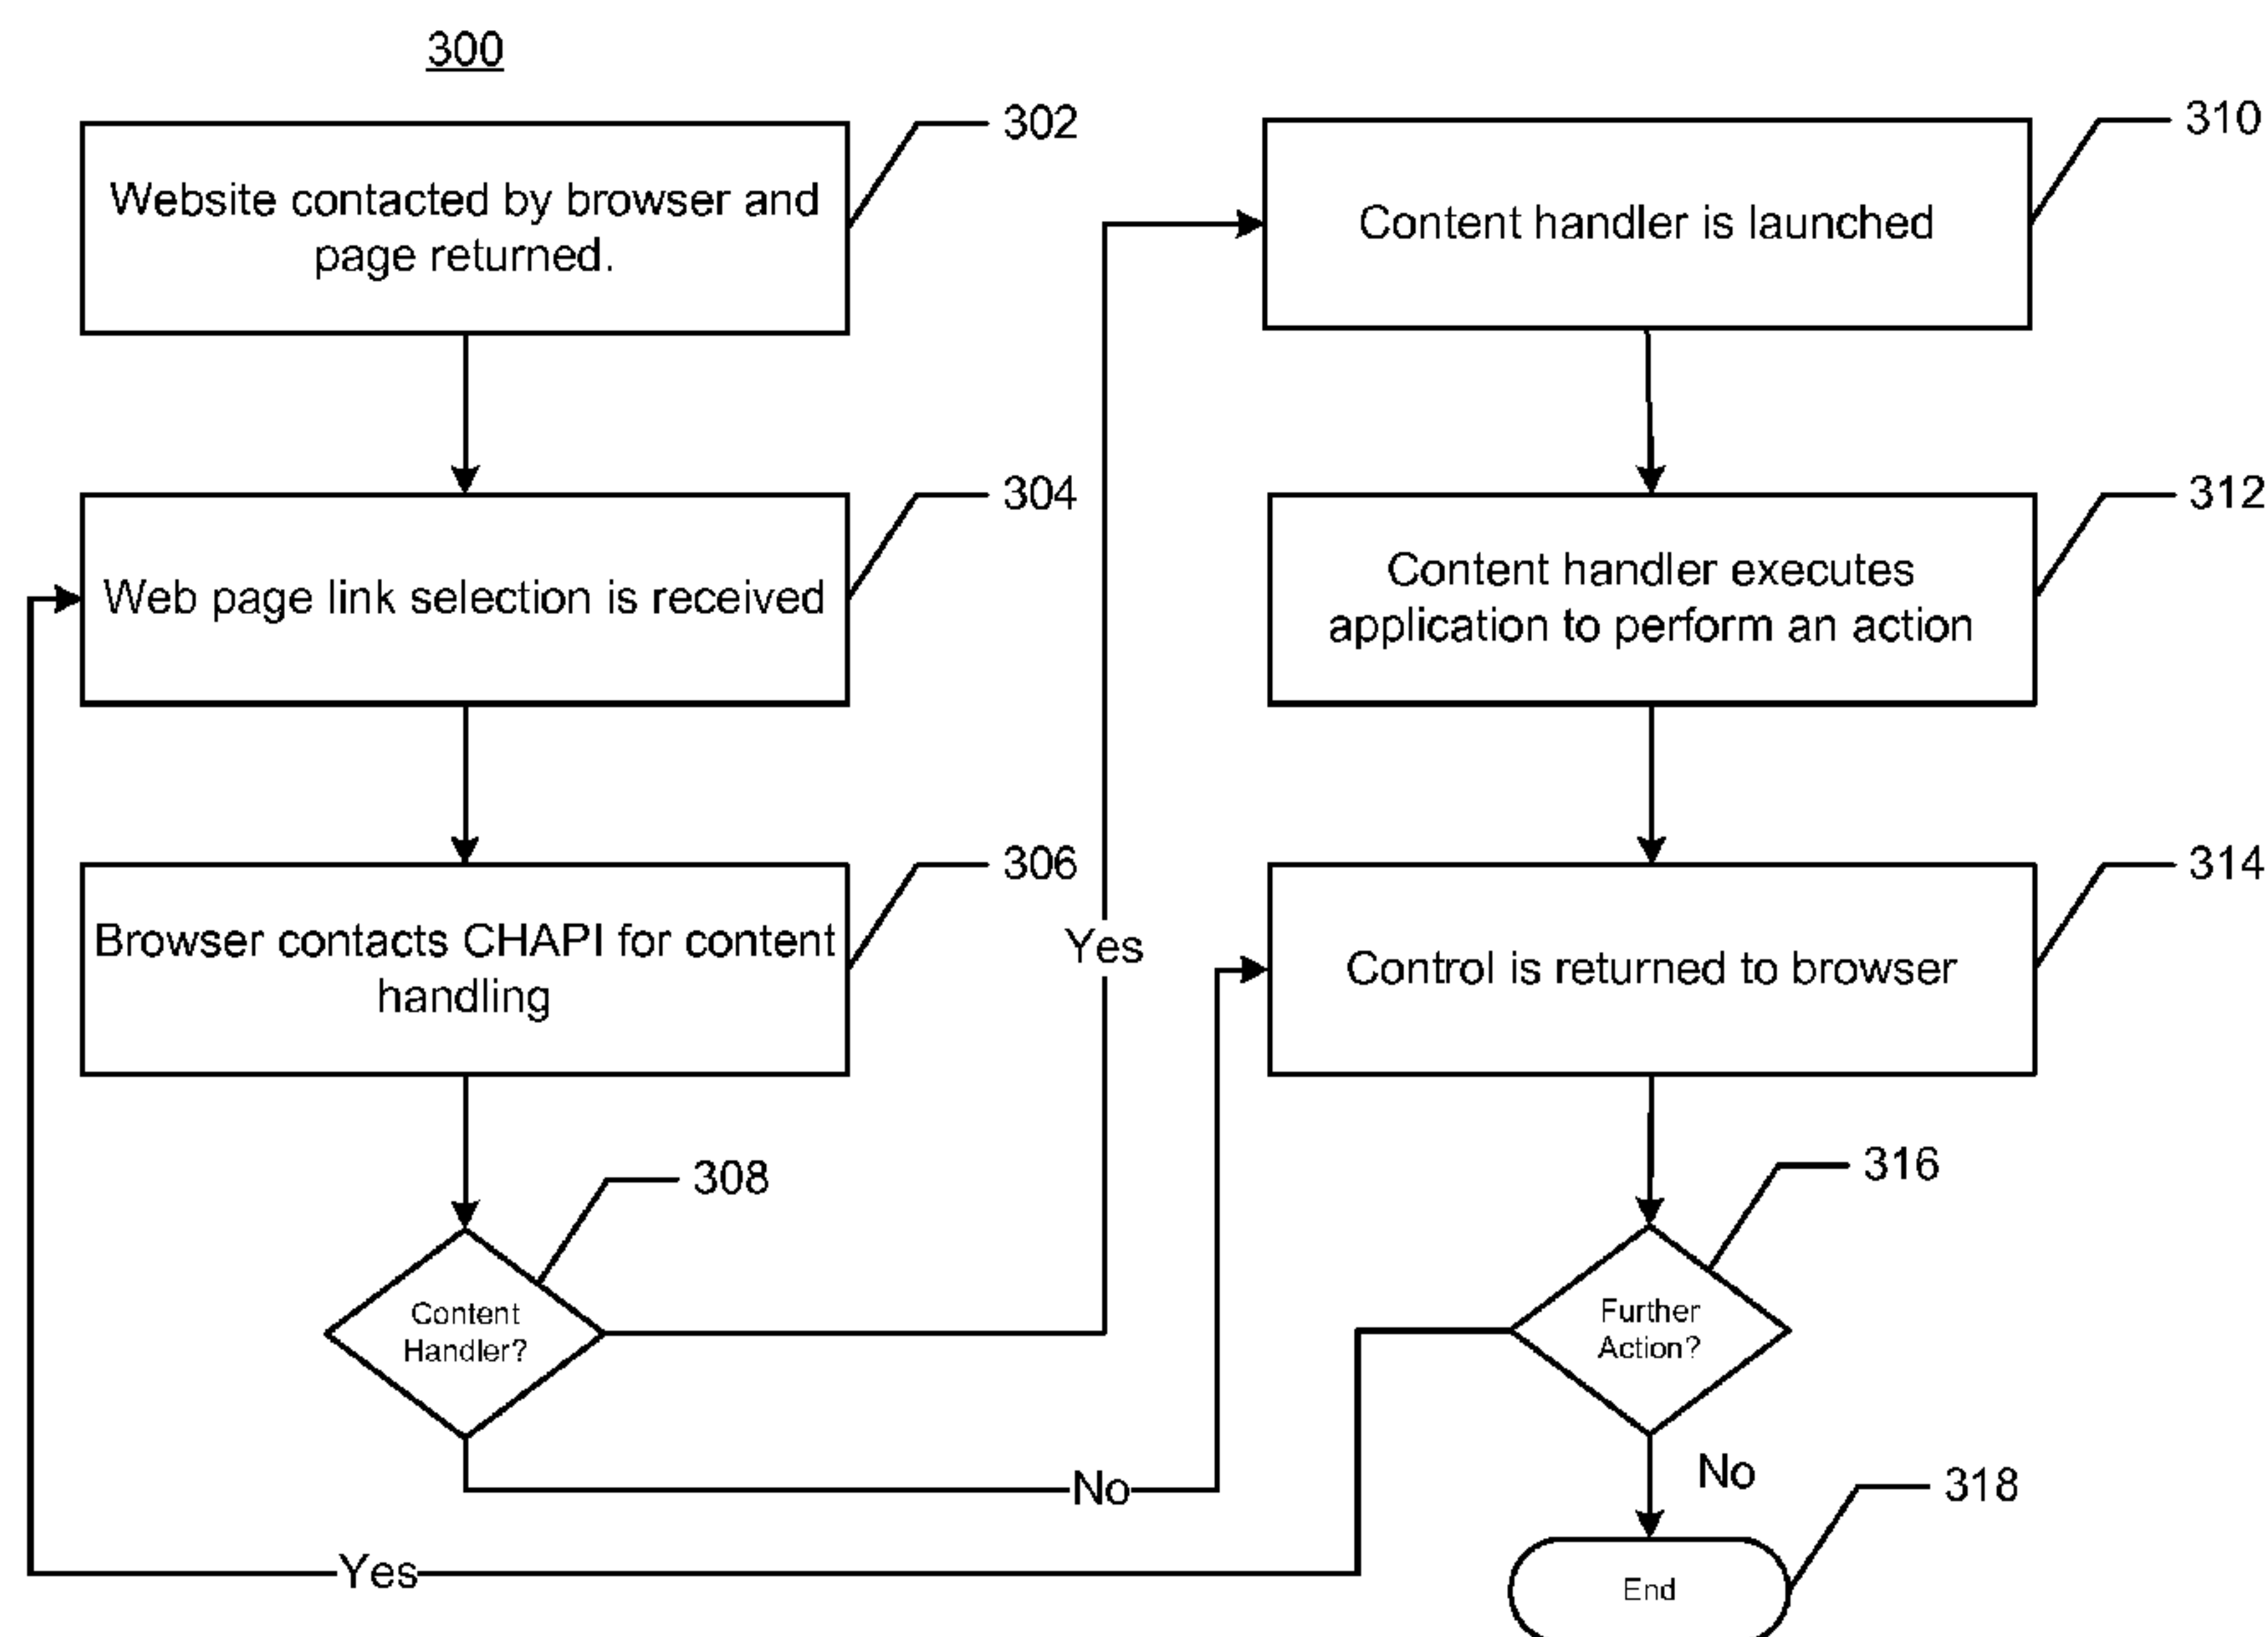 300
Website contacted by browser and
page returned.
302
Web page link selection is received
304
Browser contacts CHAPI for content
handling
306
Content
Handler?
308
Yes
No
Content handler is launched
310
Content handler executes
application to perform an action
312
Control is returned to browser
314
Further
Action?
316
Yes
No
End
318